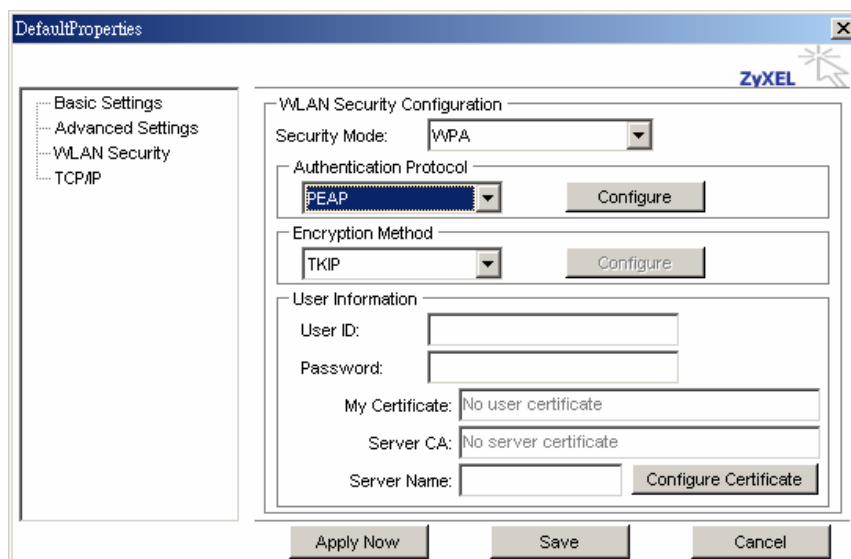 DefaultProperties
ZyXEL
Basic Settings
Advanced Settings
WLAN Security
TCP/IP
WLAN Security Configuration
Security Mode: WPA
Authentication Protocol
PEAP Configure
Encryption Method
TKIP Configure
User Information
User ID:
Password:
My Certificate: No user certificate
Server CA: No server certificate
Server Name: Configure Certificate
Apply Now Save Cancel